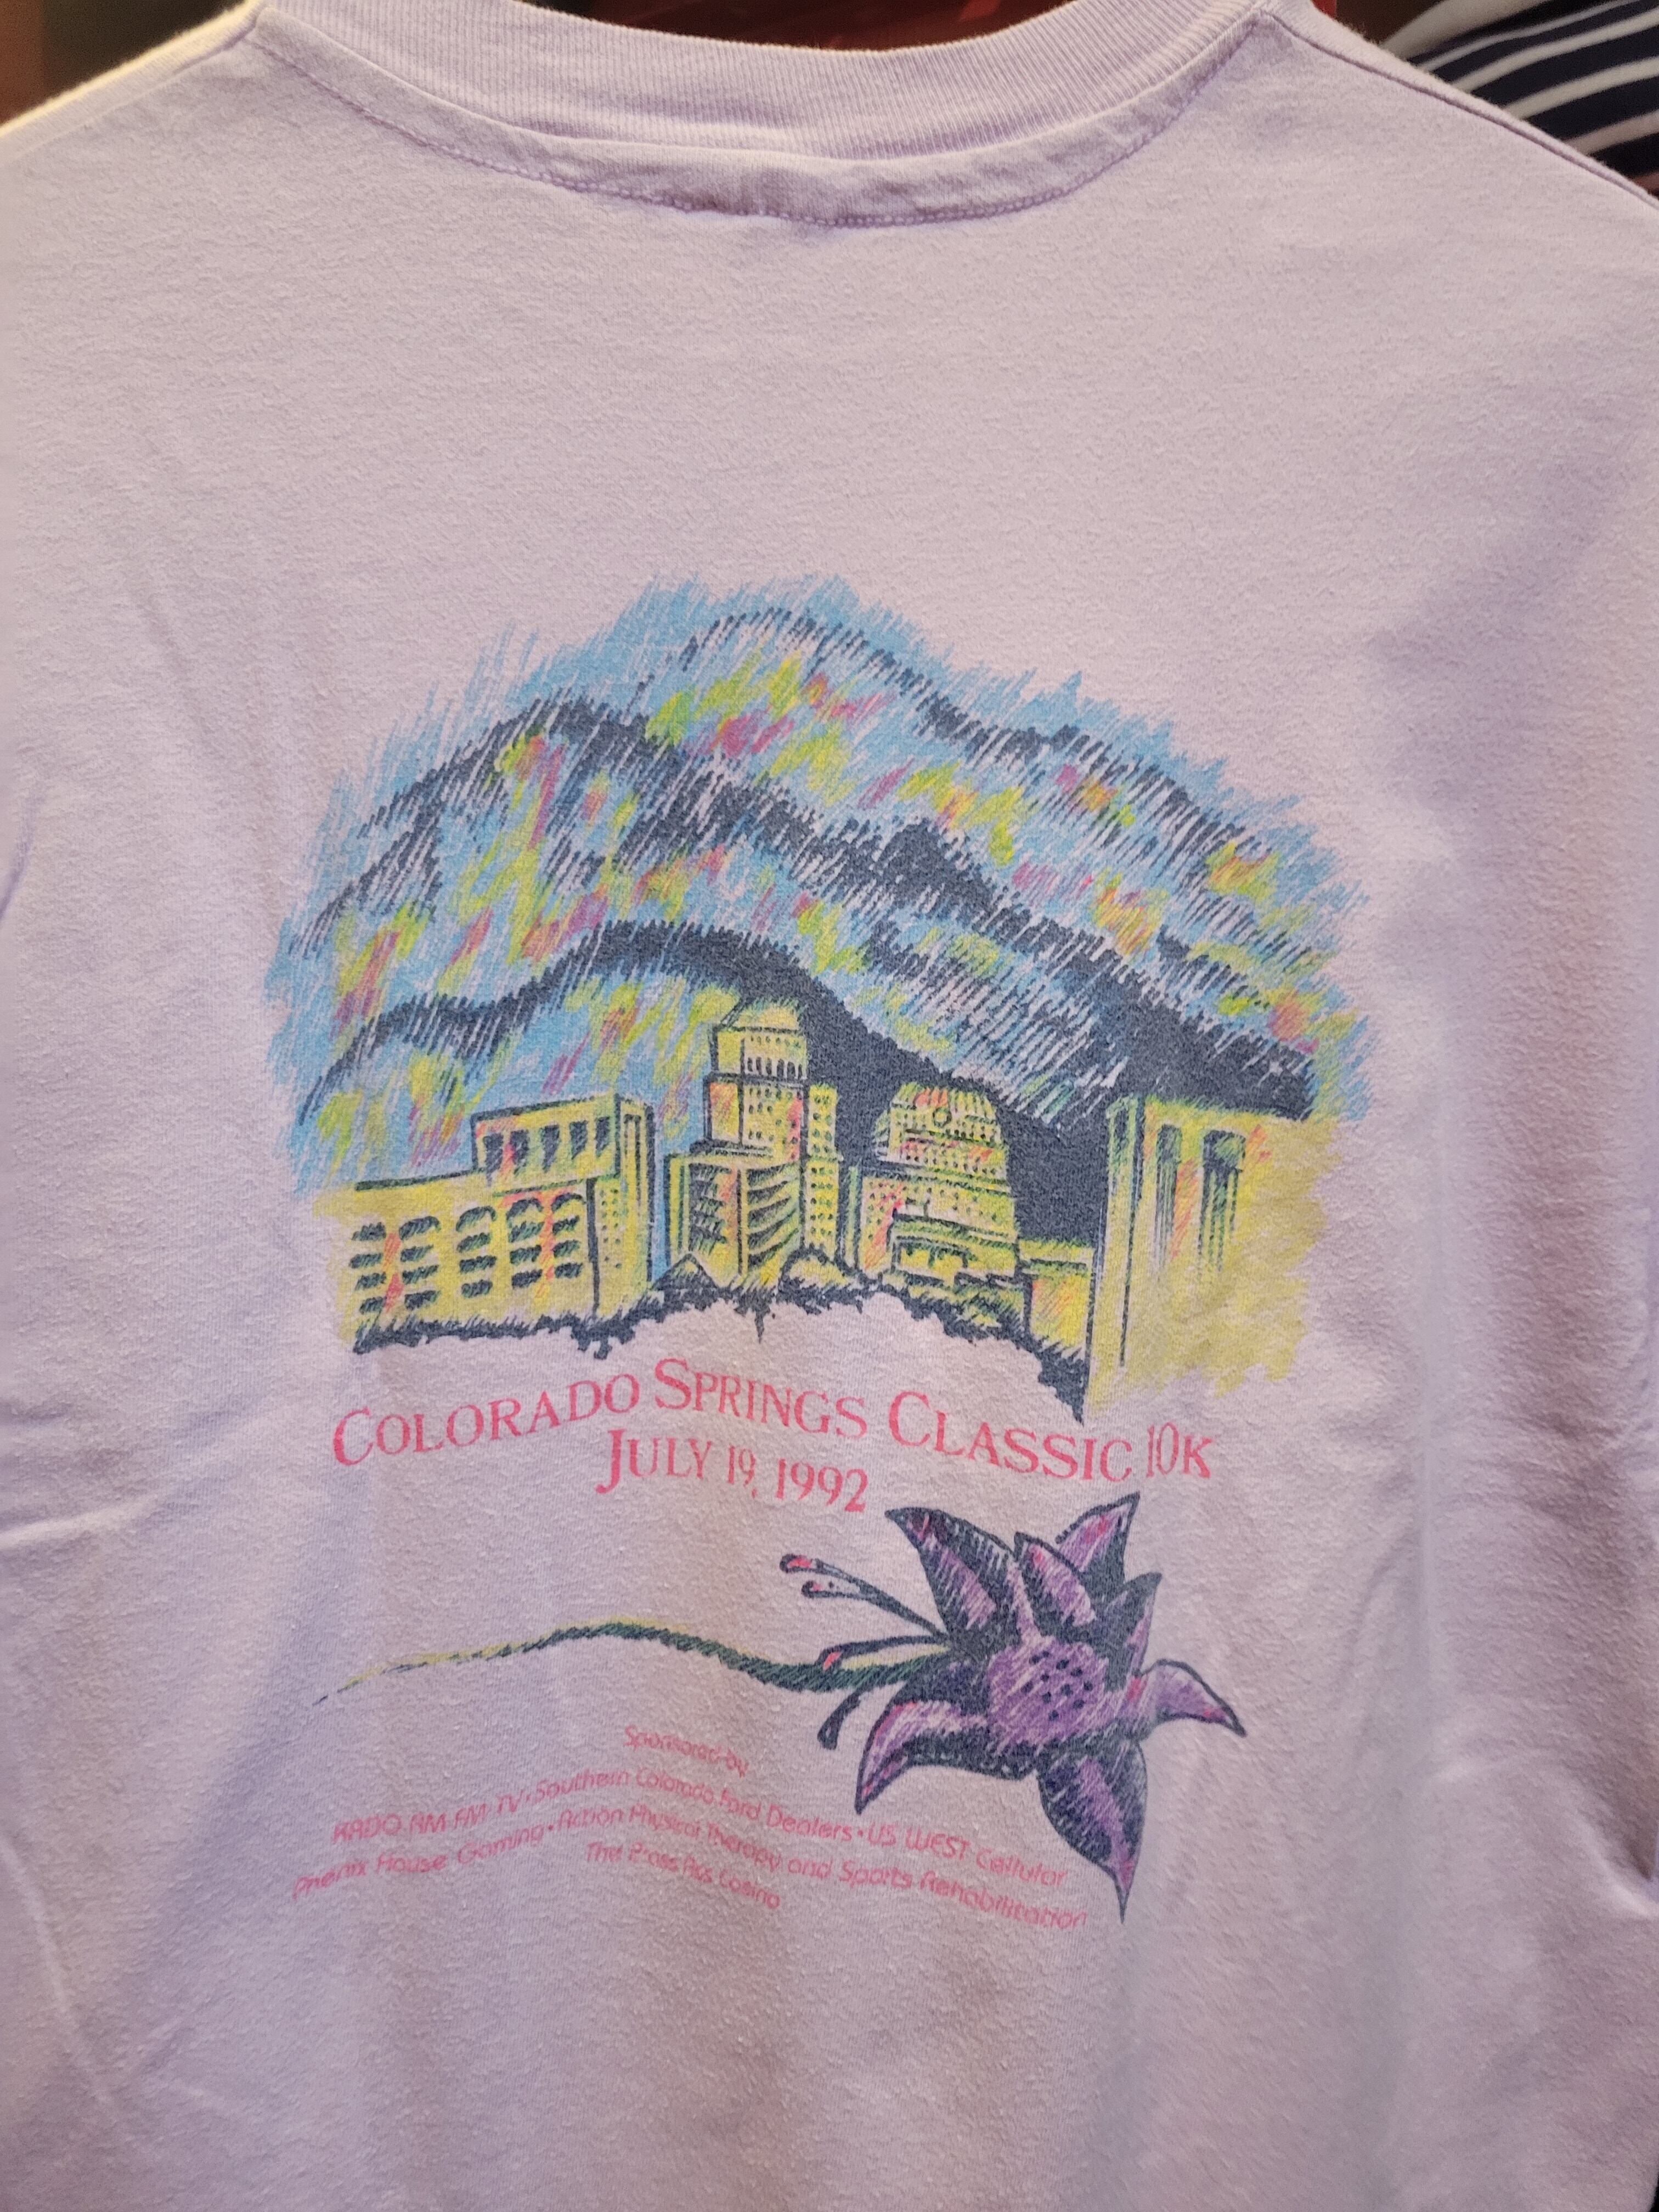 COLORADO SPRINGS CLASSIC 10K
JULY 19, 1992
Sponsored by
KRDO AM FM TV • Southern Colorado Ford Dealers • US WEST Cellular
Phenix House Gaming • Action Physical Therapy and Sports Rehabilitation
The Brass Ass Casino